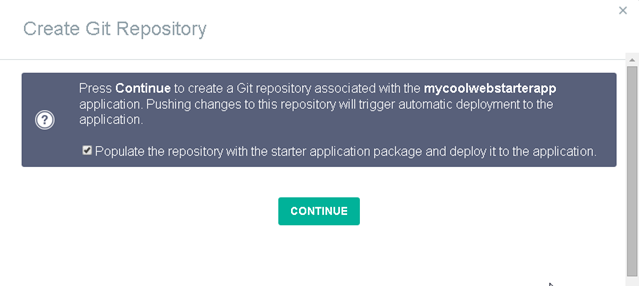 Create Git Repository
Press Continue to create a Git repository associated with the mycoolwebstarterapp
application. Pushing changes to this repository will trigger automatic deployment to the
application.
Populate the repository with the starter application package and deploy it to the application.
CONTINUE